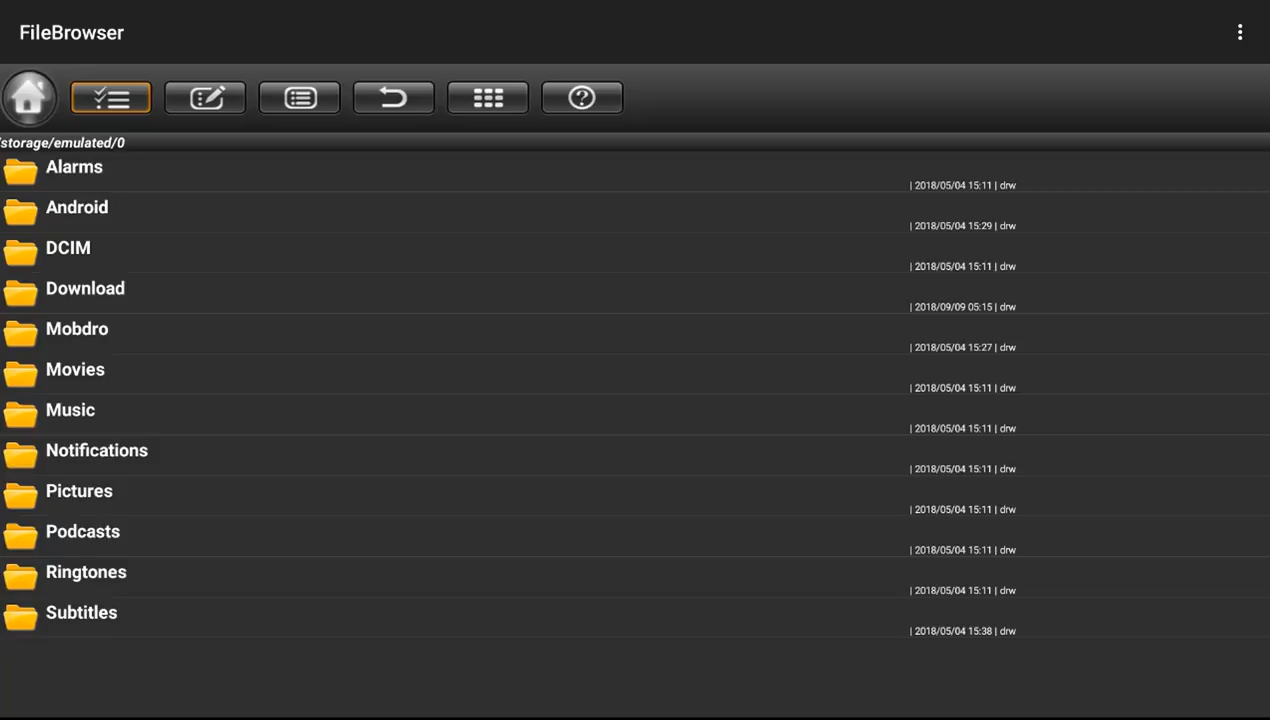 FileBrowser
/storage/emulated/0
Alarms
| 2018/05/04 15:11 | drw
Android
| 2018/05/04 15:29 | drw
DCIM
| 2018/05/04 15:11 | drw
Download
| 2018/09/09 05:15 | drw
Mobdro
| 2018/05/04 15:27 | drw
Movies
| 2018/05/04 15:11 | drw
Music
| 2018/05/04 15:11 | drw
Notifications
| 2018/05/04 15:11 | drw
Pictures
| 2018/05/04 15:11 | drw
Podcasts
| 2018/05/04 15:11 | drw
Ringtones
| 2018/05/04 15:11 | drw
Subtitles
| 2018/05/04 15:38 | drw